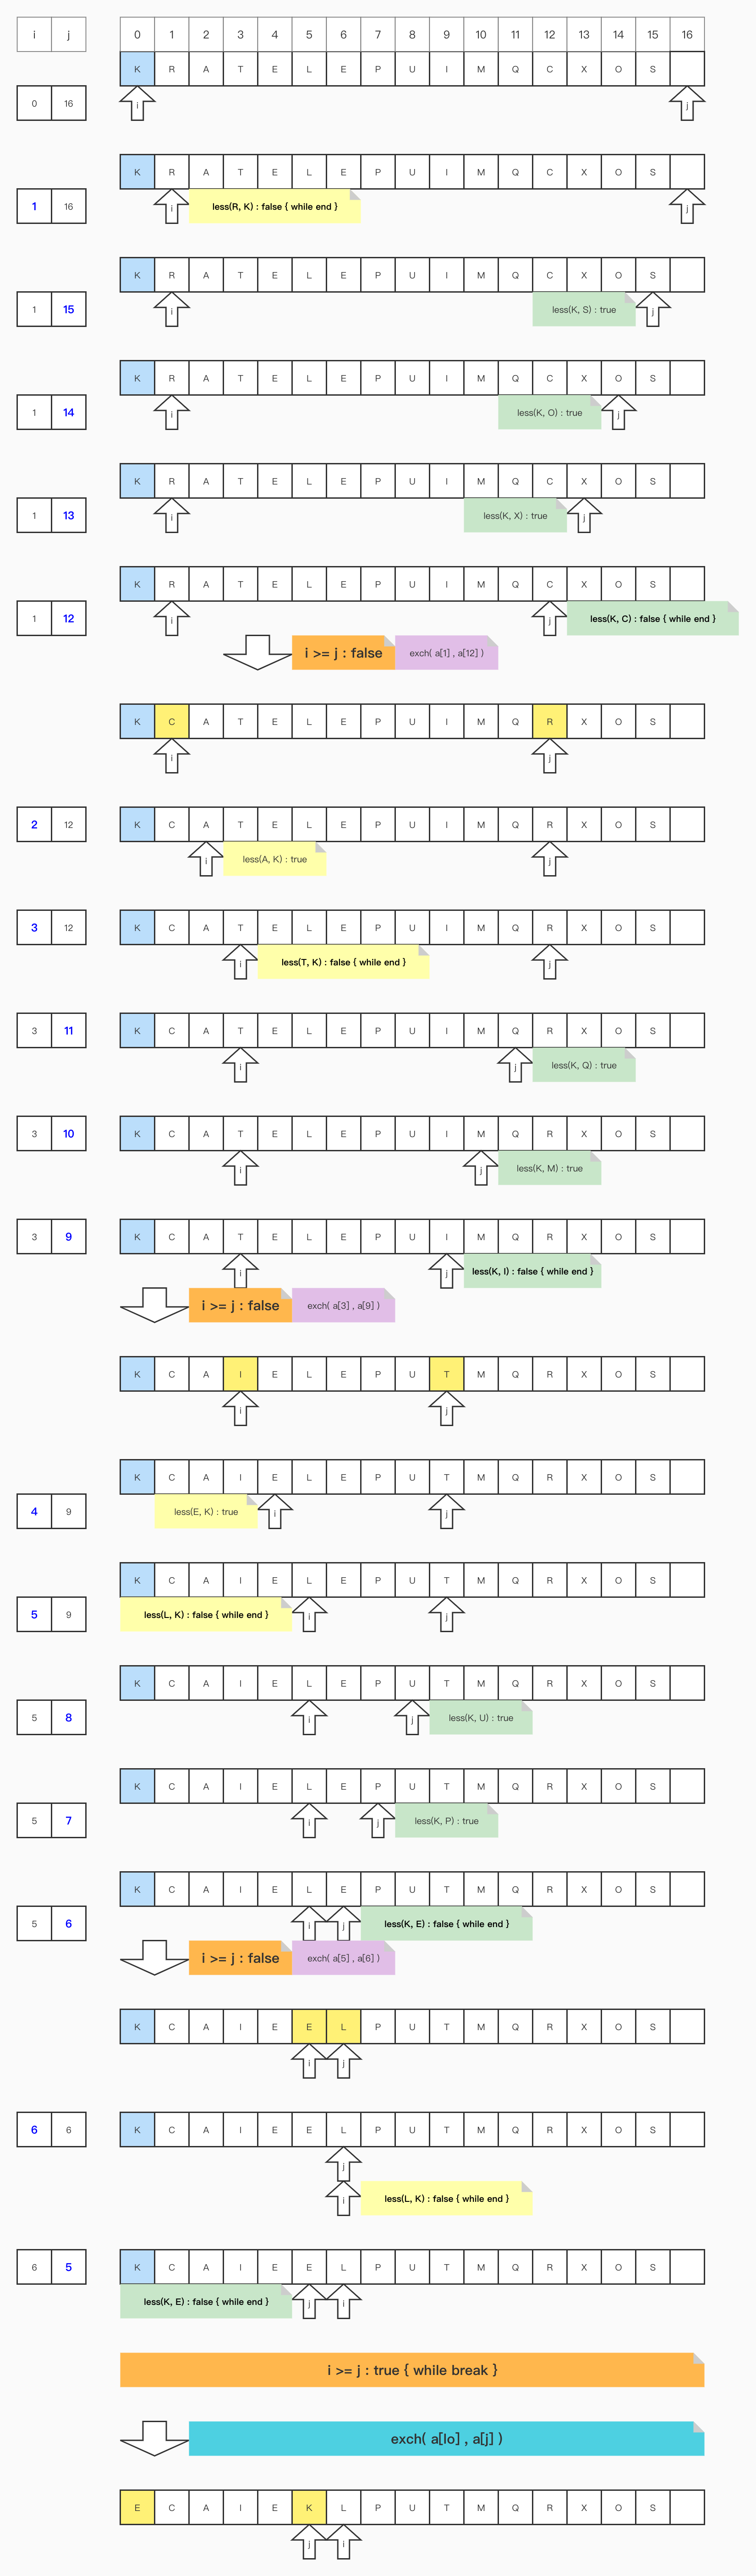 i j 0 1 2 3 4 5 6 7 8 9 10 11 12 13 14 15 16
K R A T E L E P U I M Q C X O S
0 16 i j
K R A T E L E P U I M Q C X O S
1 16 i less(R, K) : false { while end } j
K R A T E L E P U I M Q C X O S
1 15 i less(K, S) : true j
K R A T E L E P U I M Q C X O S
1 14 i less(K, O) : true j
K R A T E L E P U I M Q C X O S
1 13 i less(K, X) : true j
K R A T E L E P U I M Q C X O S
1 12 i j less(K, C) : false { while end }
i >= j : false exch( a[1] , a[12] )
K C A T E L E P U I M Q R X O S
i j
2 12 K C A T E L E P U I M Q R X O S
i less(A, K) : true j
3 12 K C A T E L E P U I M Q R X O S
i less(T, K) : false { while end } j
3 11 K C A T E L E P U I M Q R X O S
i j less(K, Q) : true
3 10 K C A T E L E P U I M Q R X O S
i j less(K, M) : true
3 9 K C A T E L E P U I M Q R X O S
i j less(K, I) : false { while end }
i >= j : false exch( a[3] , a[9] )
K C A I E L E P U T M Q R X O S
i j
K C A I E L E P U T M Q R X O S
4 9 less(E, K) : true i j
K C A I E L E P U T M Q R X O S
5 9 less(L, K) : false { while end } i j
K C A I E L E P U T M Q R X O S
5 8 i j less(K, U) : true
K C A I E L E P U T M Q R X O S
5 7 i j less(K, P) : true
K C A I E L E P U T M Q R X O S
5 6 i j less(K, E) : false { while end }
i >= j : false exch( a[5] , a[6] )
K C A I E E L P U T M Q R X O S
i j
6 6 K C A I E E L P U T M Q R X O S
j
i less(L, K) : false { while end }
6 5 K C A I E E L P U T M Q R X O S
less(K, E) : false { while end } j i
i >= j : true { while break }
exch( a[lo] , a[j] )
E C A I E K L P U T M Q R X O S
j i